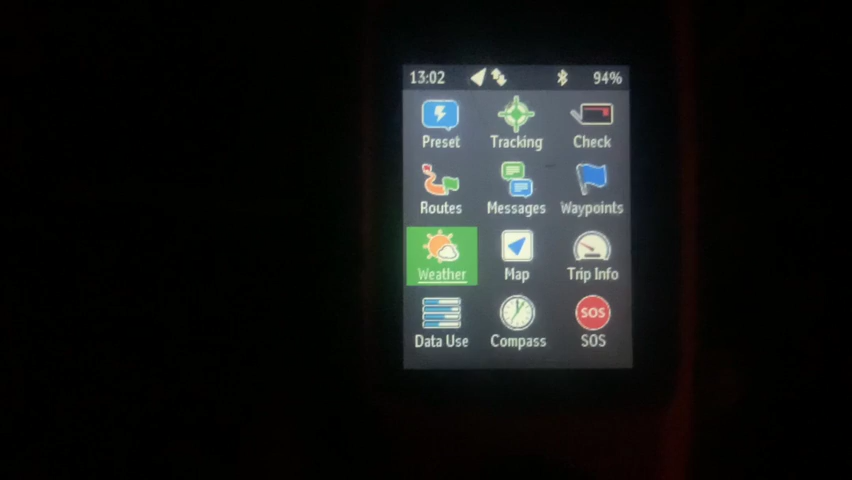 13:02 94%
Preset Tracking Check
Routes Messages Waypoints
Weather Map Trip Info
SOS
Data Use Compass SOS